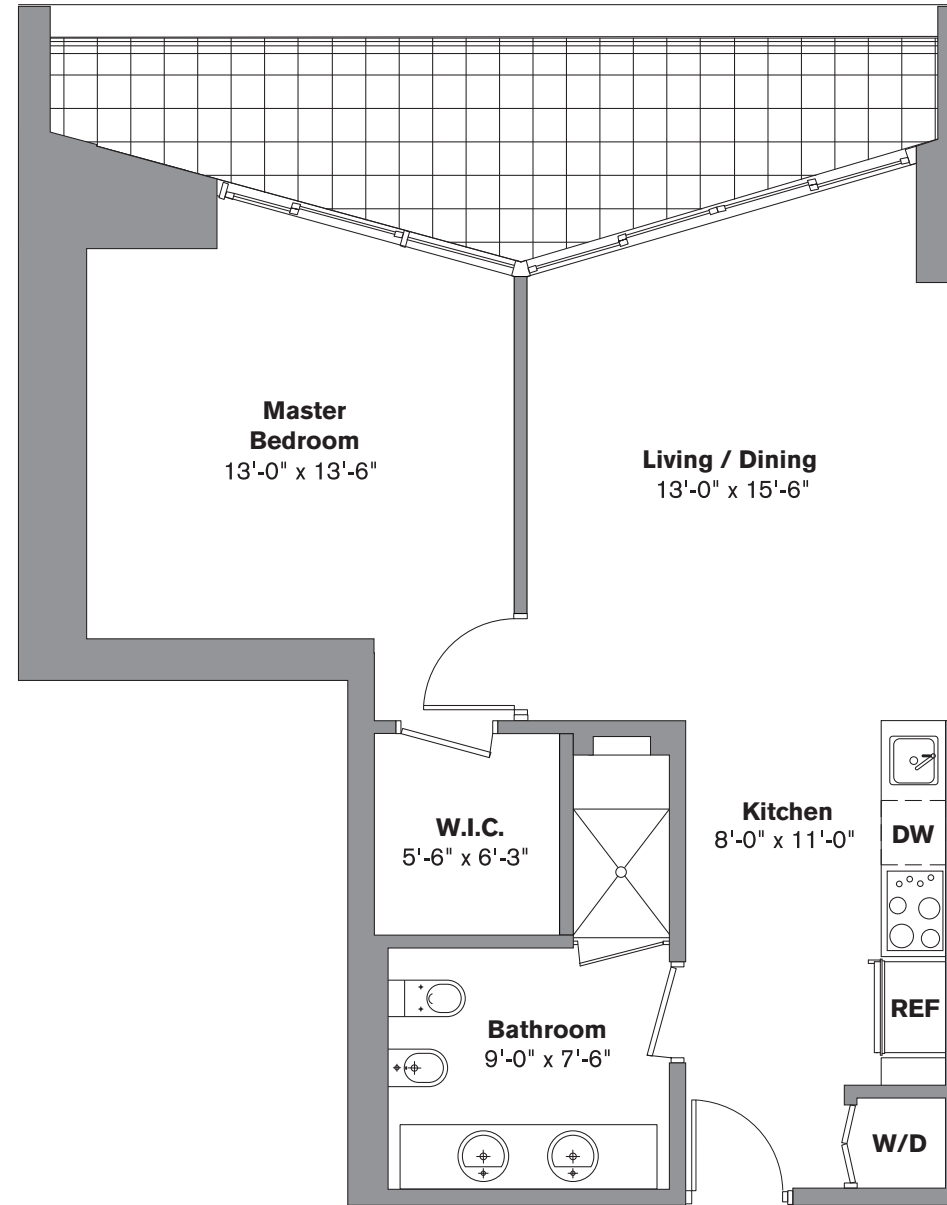 Master
Bedroom
13'-0" x 13'-6"
Living / Dining
13'-0" x 15'-6"
W.I.C.
5'-6" x 6'-3"
Kitchen
8'-0" x 11'-0"
DW
REF
Bathroom
9'-0" x 7'-6"
W/D